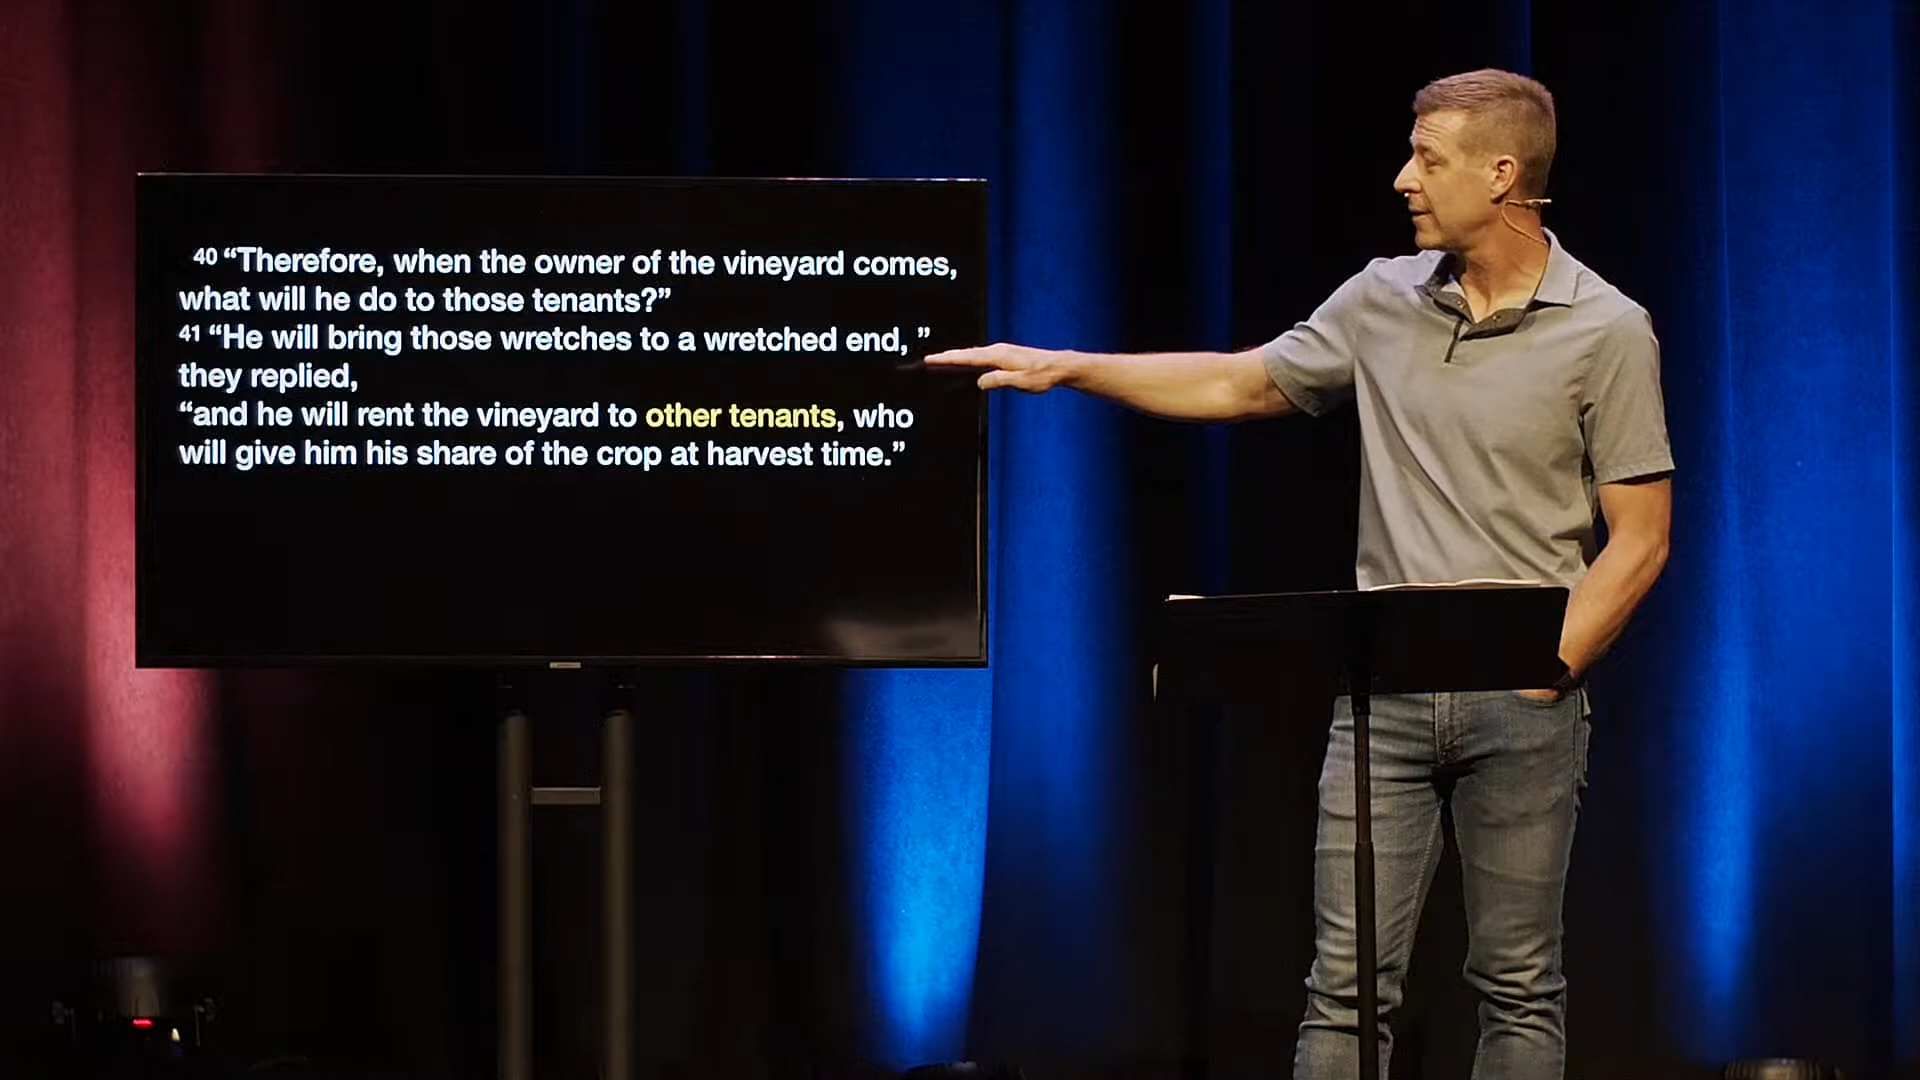 40 “Therefore, when the owner of the vineyard comes,
what will he do to those tenants?”
41 “He will bring those wretches to a wretched end, ”
they replied,
“and he will rent the vineyard to other tenants, who
will give him his share of the crop at harvest time.”